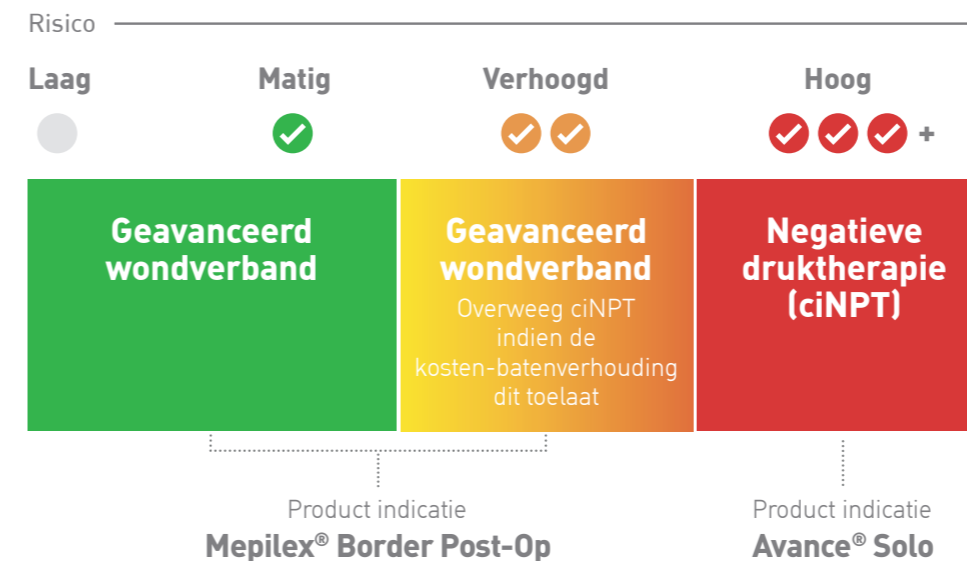 Risico
Laag
Matig
Verhoogd
Hoog
+
Geavanceerd
wondverband
Geavanceerd
wondverband
Overweeg ciNPT
indien de
kosten-batenverhouding
dit toelaat
Negatieve
druktherapie
(ciNPT)
Product indicatie
Mepilex® Border Post-Op
Product indicatie
Avance® Solo